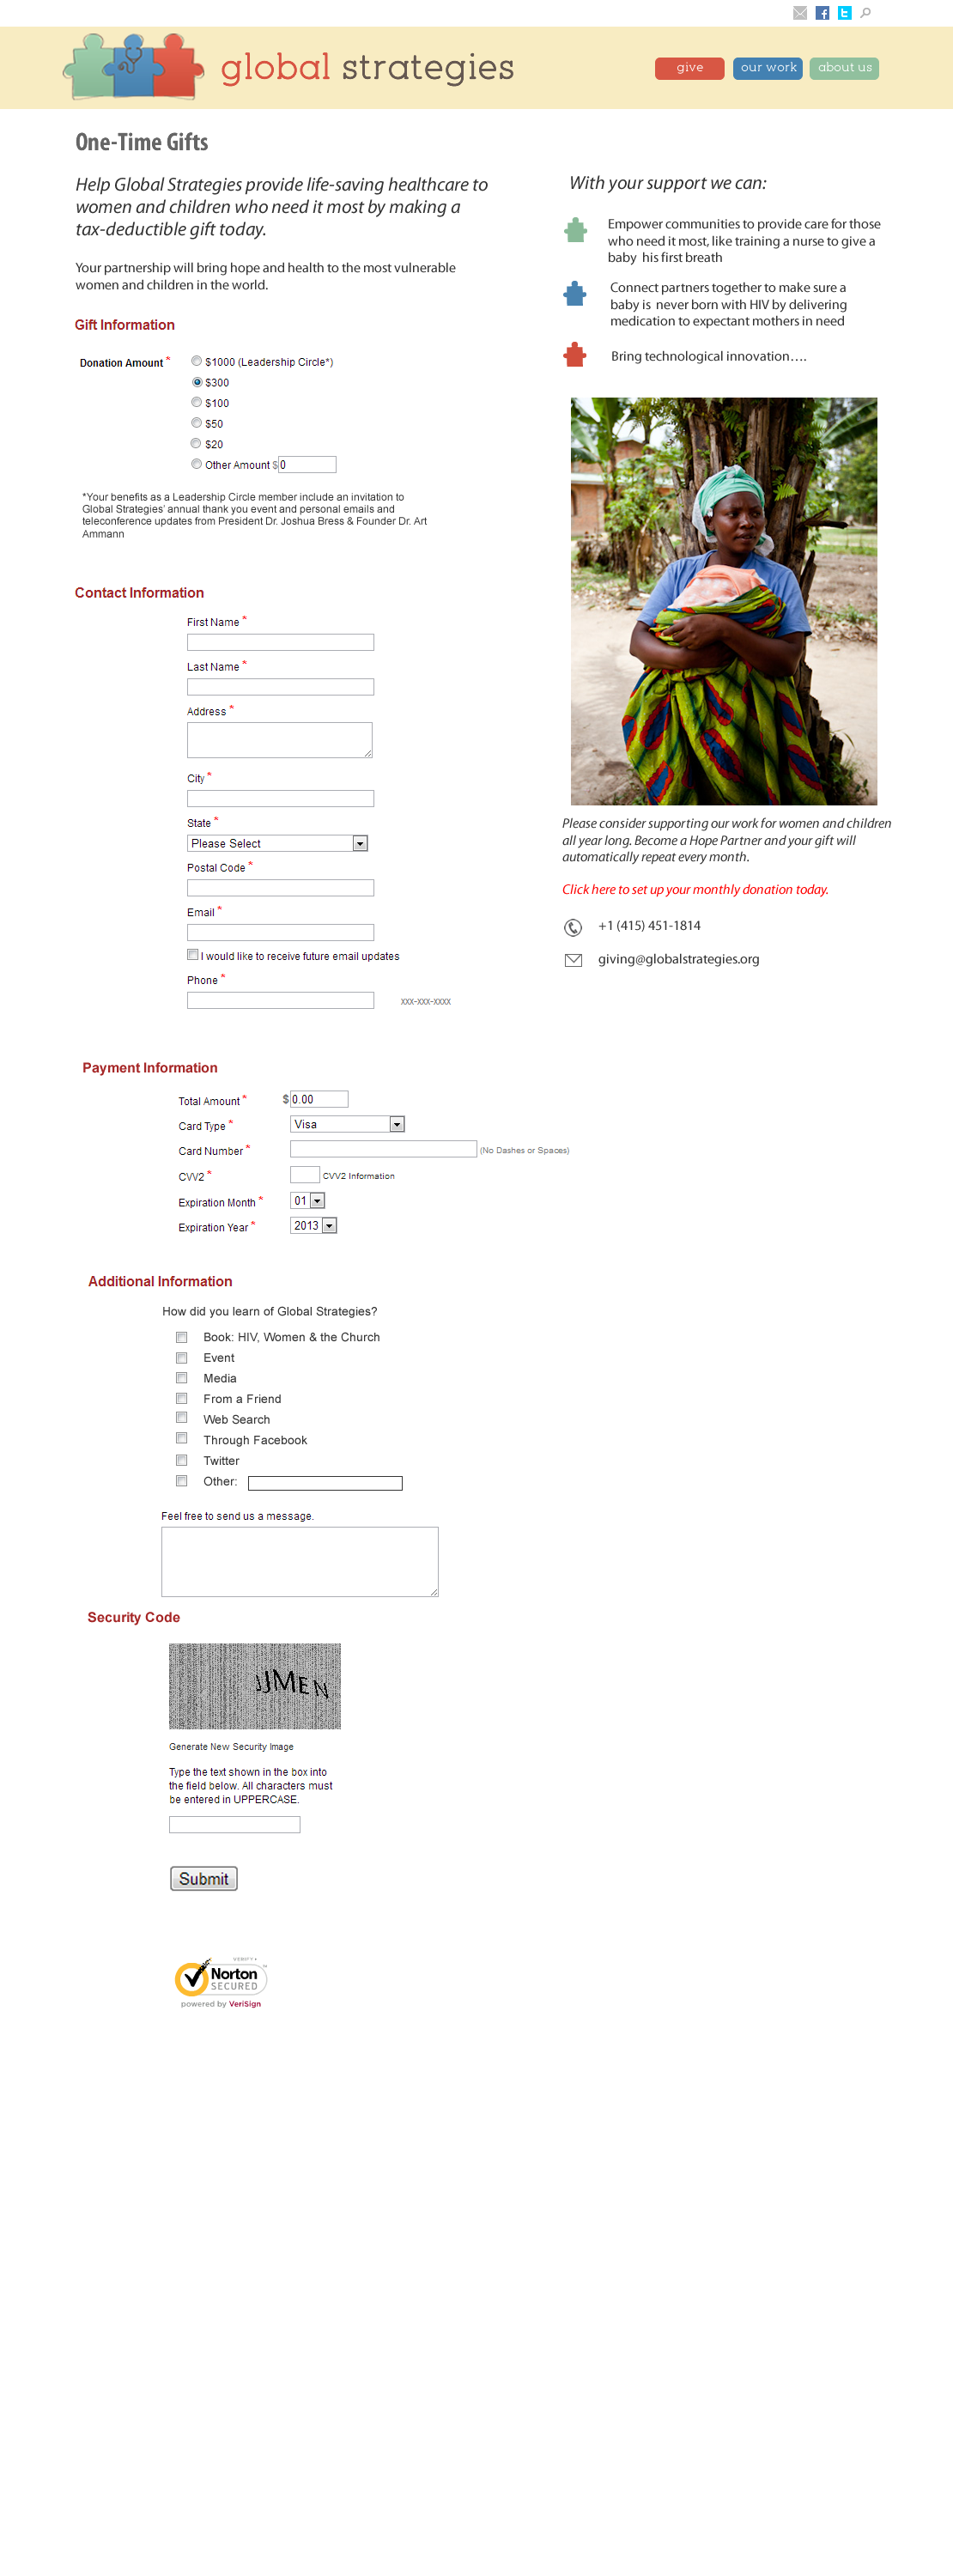 global strategies
give
our work
about us
One-Time Gifts
Help Global Strategies provide life-saving healthcare to
women and children who need it most by making a
tax-deductible gift today.
Your partnership will bring hope and health to the most vulnerable
women and children in the world.
Gift Information
Donation Amount *
$1000 (Leadership Circle*)
$300
$100
$50
$20
Other Amount $ 0
*Your benefits as a Leadership Circle member include an invitation to
Global Strategies' annual thank you event and personal emails and
teleconference updates from President Dr. Joshua Bress & Founder Dr. Art
Ammann
Contact Information
First Name *
Last Name *
Address *
City *
State *
Please Select
Postal Code *
Email *
I would like to receive future email updates
Phone *
xxx-xxx-xxxx
With your support we can:
Empower communities to provide care for those
who need it most, like training a nurse to give a
baby his first breath
Connect partners together to make sure a
baby is never born with HIV by delivering
medication to expectant mothers in need
Bring technological innovation….
Please consider supporting our work for women and children
all year long. Become a Hope Partner and your gift will
automatically repeat every month.
Click here to set up your monthly donation today.
+1 (415) 451-1814
giving@globalstrategies.org
Payment Information
Total Amount * $ 0.00
Card Type * Visa
Card Number * (No Dashes or Spaces)
CVV2 * CVV2 Information
Expiration Month * 01
Expiration Year * 2013
Additional Information
How did you learn of Global Strategies?
Book: HIV, Women & the Church
Event
Media
From a Friend
Web Search
Through Facebook
Twitter
Other:
Feel free to send us a message.
Security Code
Generate New Security Image
Type the text shown in the box into
the field below. All characters must
be entered in UPPERCASE.
Submit
VERIFY
Norton
SECURED
powered by VeriSign